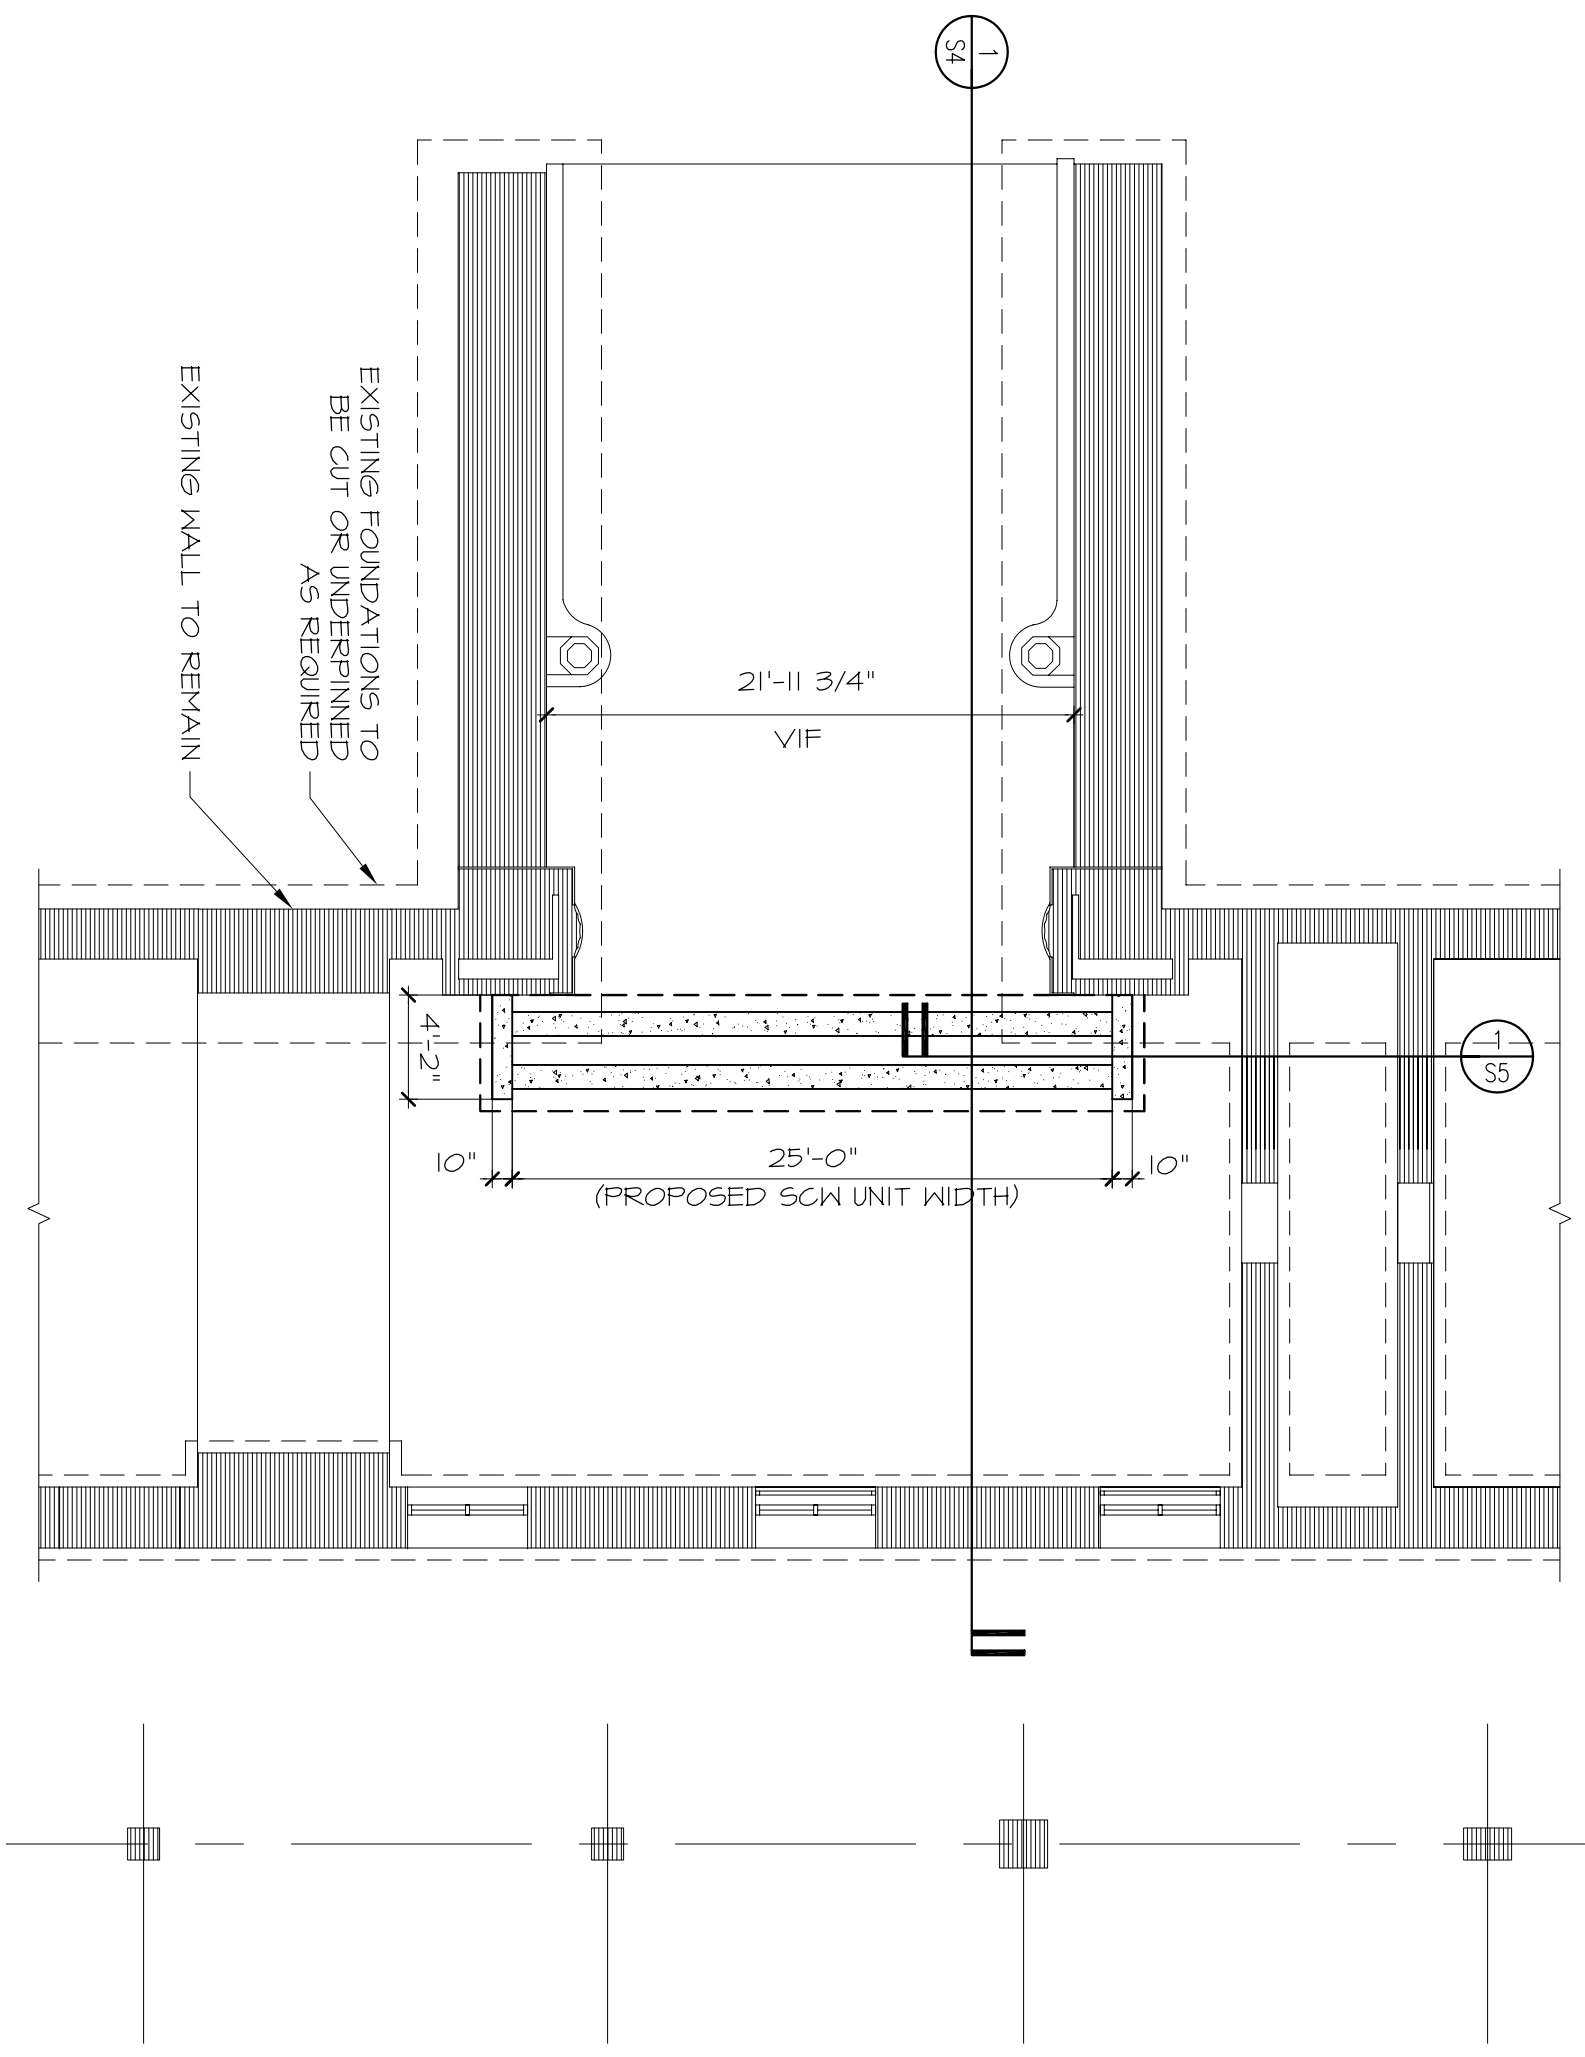 1
S4
EXISTING FOUNDATIONS TO
BE CUT OR UNDERPINNED
AS REQUIRED
EXISTING WALL TO REMAIN
21'-11 3/4"
VIF
1
S5
4'-2"
10"
25'-0"
(PROPOSED SCW UNIT WIDTH)
10"